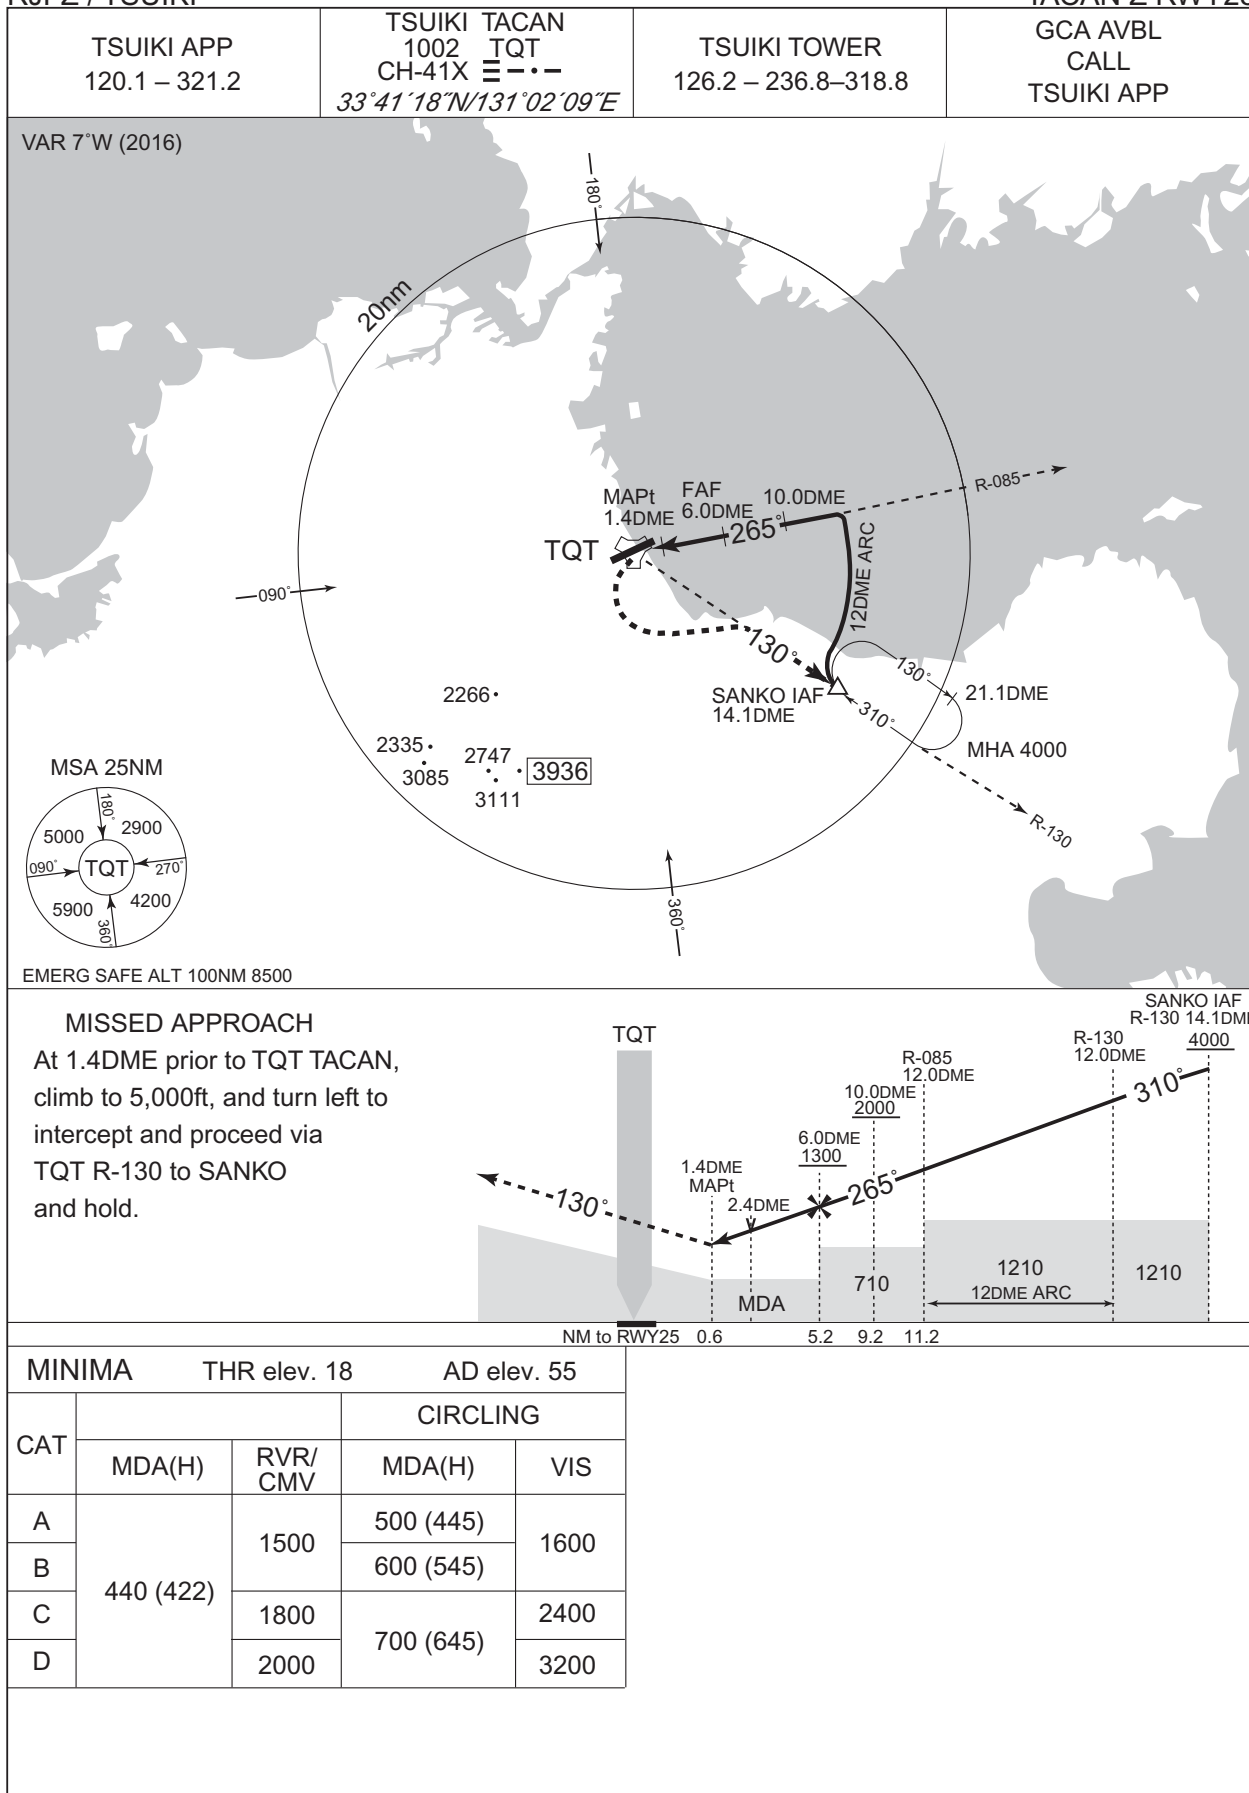 TSUIKI APP
120.1 – 321.2
TSUIKI TACAN
1002 TQT
CH-41X
33˚41´18˝N/131˚02´09˝E
TSUIKI TOWER
126.2 – 236.8–318.8
GCA AVBL
CALL
TSUIKI APP
VAR 7˚W (2016)
180˚
20nm
R-085
MAPt
1.4DME
FAF
6.0DME
10.0DME
265˚
TQT
12DME ARC
090˚
130˚
130˚
SANKO IAF
14.1DME
310˚
21.1DME
MHA 4000
R-130
2266
2335
3085
2747
3111
3936
360˚
MSA 25NM
180˚
5000
2900
090˚
TQT
270˚
5900
4200
360˚
EMERG SAFE ALT 100NM 8500
MISSED APPROACH
At 1.4DME prior to TQT TACAN,
climb to 5,000ft, and turn left to
intercept and proceed via
TQT R-130 to SANKO
and hold.
TQT
SANKO IAF
R-130 14.1DME
4000
R-130
12.0DME
R-085
12.0DME
10.0DME
2000
6.0DME
1300
1.4DME
MAPt
2.4DME
310˚
265˚
130˚
MDA
710
1210
12DME ARC
1210
NM to RWY25 0.6 5.2 9.2 11.2
MINIMA THR elev. 18 AD elev. 55
CAT
CIRCLING
MDA(H)
RVR/
CMV
MDA(H)
VIS
A
B
C
D
440 (422)
1500
1800
2000
500 (445)
600 (545)
700 (645)
1600
2400
3200